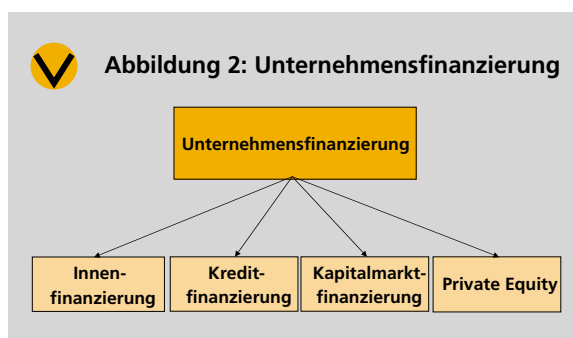 Abbildung 2: Unternehmensfinanzierung
Unternehmensfinanzierung
Innen-
finanzierung
Kredit-
finanzierung
Kapitalmarkt-
finanzierung
Private Equity